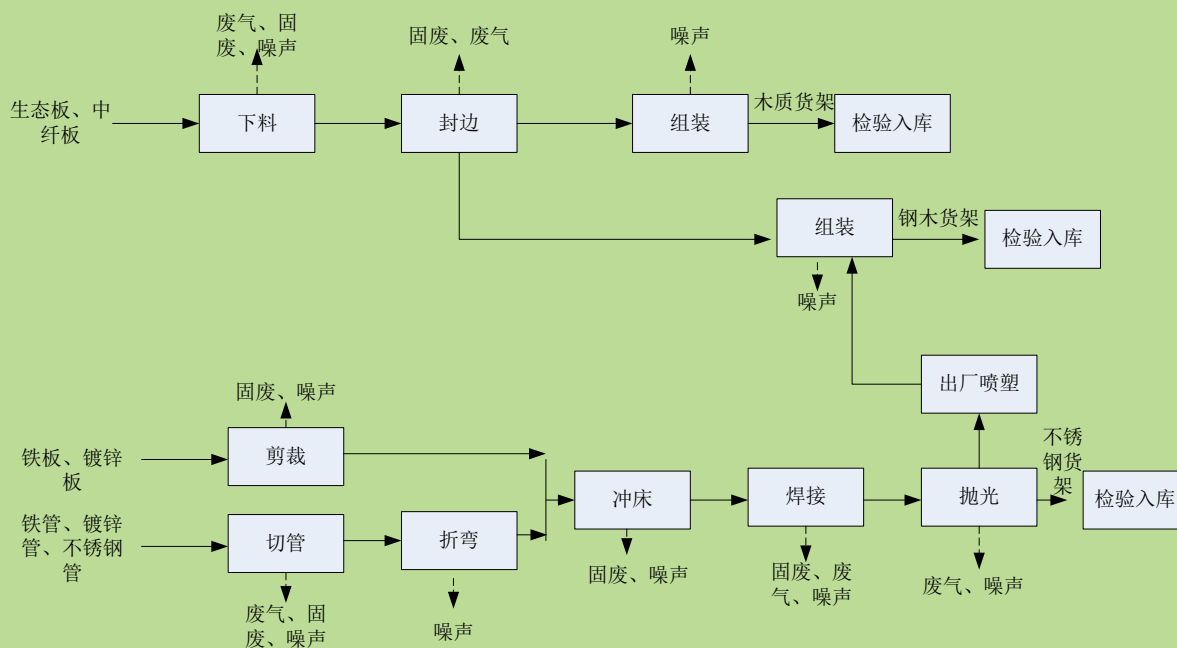 废气、固
废、噪声
固废、废气
噪声
生态板、中
纤板
下料
封边
组装
木质货架
检验入库
组装
钢木货架
检验入库
噪声
出厂喷塑
固废、噪声
铁板、镀锌
板
剪裁
不锈
钢货
架
铁管、镀锌
管、不锈钢
管
切管
折弯
冲床
焊接
抛光
检验入库
固废、噪声
固废、废
气、噪声
废气、噪声
废气、固
废、噪声
噪声